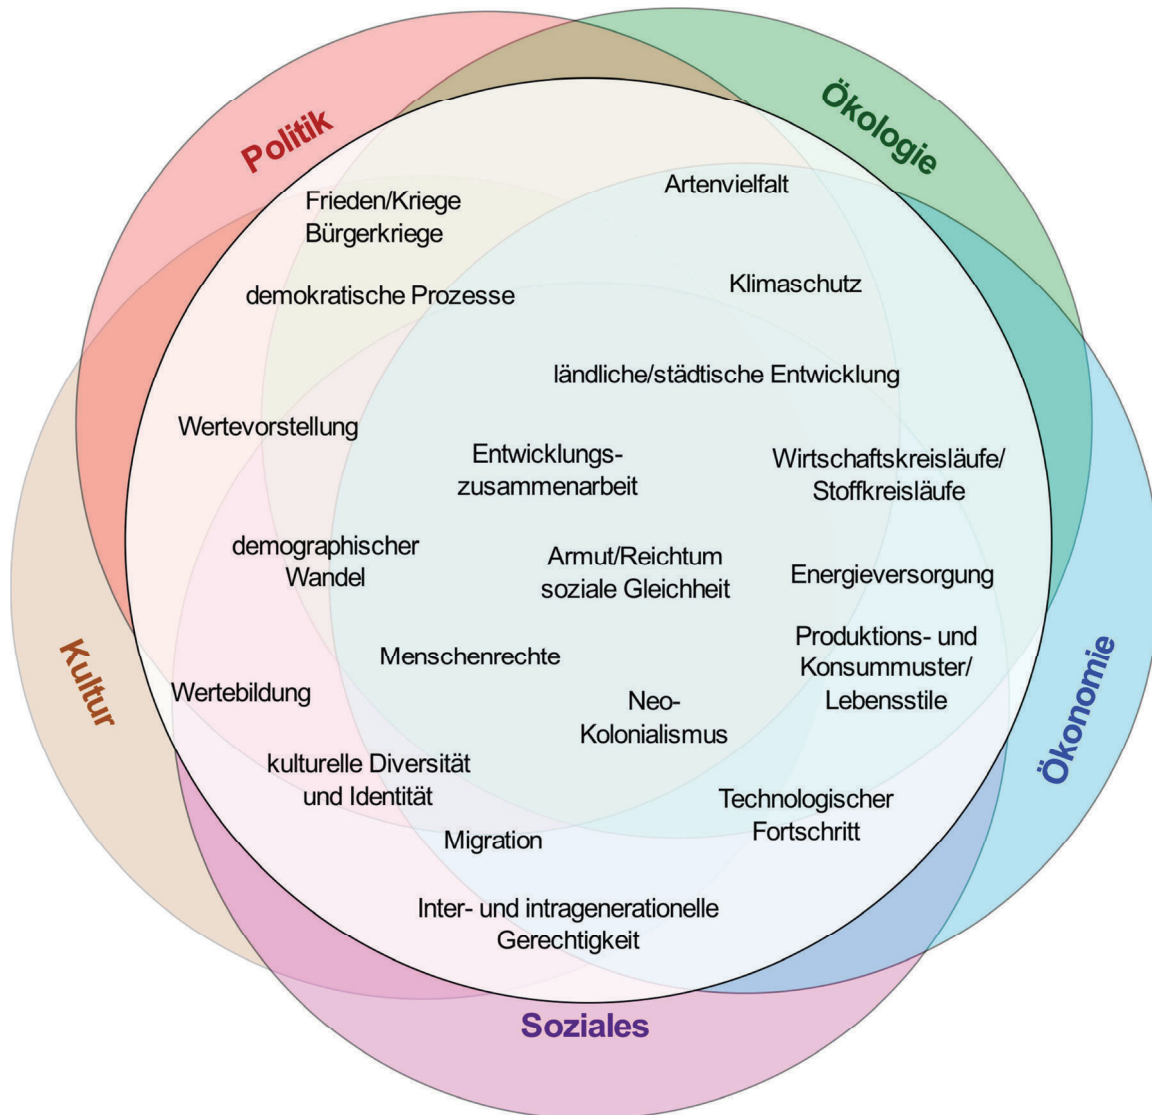 Politik
Ökologie
Artenvielfalt
Frieden/Kriege
Bürgerkriege
Klimaschutz
demokratische Prozesse
ländliche/städtische Entwicklung
Wertevorstellung
Entwicklungs-
zusammenarbeit
Wirtschaftskreisläufe/
Stoffkreisläufe
demographischer
Wandel
Armut/Reichtum
soziale Gleichheit
Energieversorgung
Menschenrechte
Produktions- und
Konsummuster/
Lebensstile
Kultur
Wertebildung
Neo-
Kolonialismus
Ökonomie
kulturelle Diversität
und Identität
Technologischer
Fortschritt
Migration
Inter- und intragenerationelle
Gerechtigkeit
Soziales